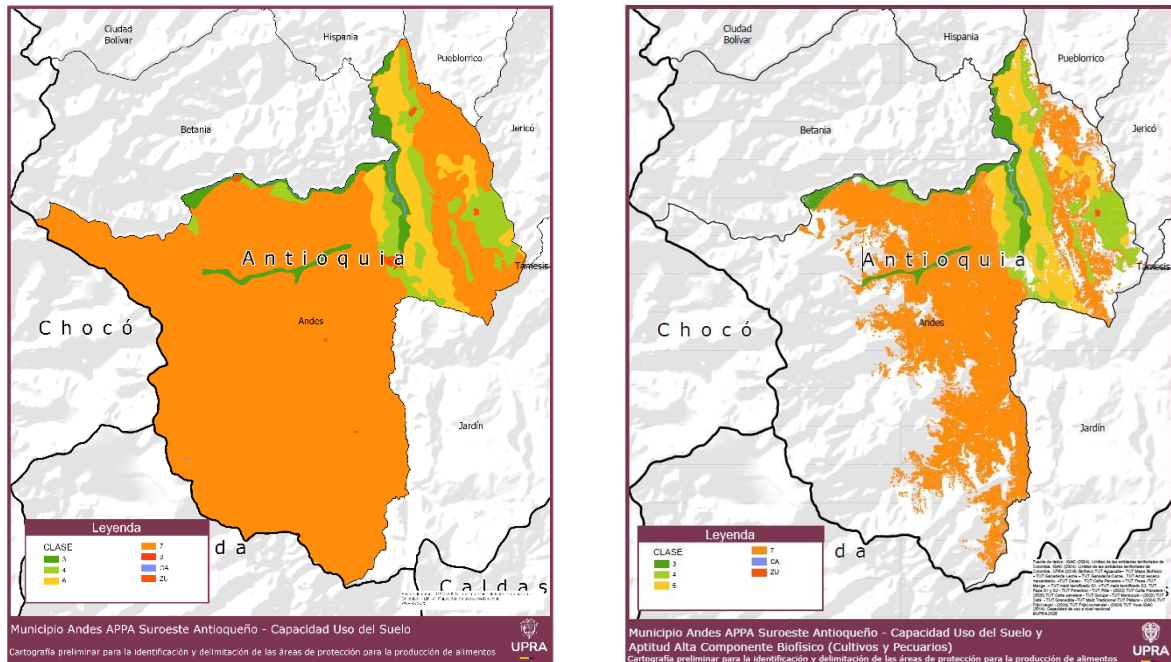 Ciudad
Bolívar
Hispania
Pueblorrico
Betania
Jericó
Antioquia
Támesis
Chocó
Andes
Jardín
Leyenda
CLASE
3
4
6
7
8
CA
ZU
da
Caldas
Municipio Andes APPA Suroeste Antioqueño - Capacidad Uso del Suelo
Cartografía preliminar para la identificación y delimitación de las áreas de protección para la producción de alimentos
UPRA
Ciudad
Bolívar
Hispania
Pueblorrico
Betania
Jericó
Antioquia
Támesis
Chocó
Andes
Jardín
Leyenda
CLASE
3
4
6
7
CA
ZU
da
Caldas
Municipio Andes APPA Suroeste Antioqueño - Capacidad Uso del Suelo y
Aptitud Alta Componente Biofísico (Cultivos y Pecuarios)
Cartografía preliminar para la identificación y delimitación de las áreas de protección para la producción de alimentos
UPRA